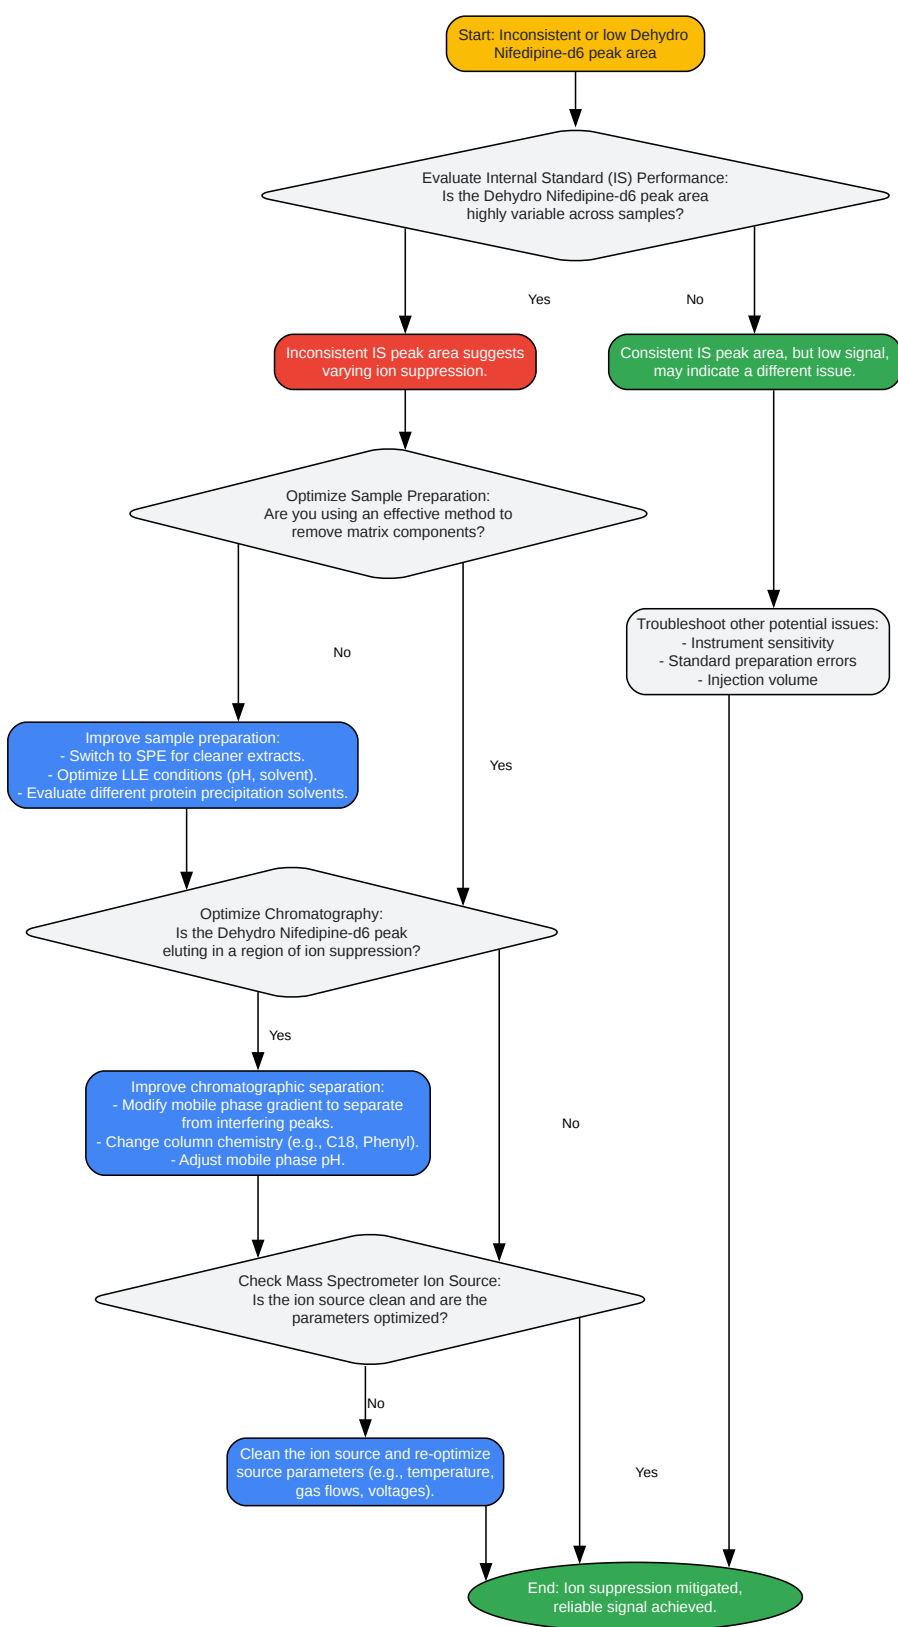 Start: Inconsistent or low Dehydro
Nifedipine-d6 peak area
Evaluate Internal Standard (IS) Performance:
Is the Dehydro Nifedipine-d6 peak area
highly variable across samples?
Yes
No
Inconsistent IS peak area suggests
varying ion suppression.
Consistent IS peak area, but low signal,
may indicate a different issue.
Optimize Sample Preparation:
Are you using an effective method to
remove matrix components?
Troubleshoot other potential issues:
- Instrument sensitivity
- Standard preparation errors
- Injection volume
No
Improve sample preparation:
- Switch to SPE for cleaner extracts.
- Optimize LLE conditions (pH, solvent).
- Evaluate different protein precipitation solvents.
Yes
Optimize Chromatography:
Is the Dehydro Nifedipine-d6 peak
eluting in a region of ion suppression?
Yes
Improve chromatographic separation:
- Modify mobile phase gradient to separate
from interfering peaks.
- Change column chemistry (e.g., C18, Phenyl).
- Adjust mobile phase pH.
No
Check Mass Spectrometer Ion Source:
Is the ion source clean and are the
parameters optimized?
No
Clean the ion source and re-optimize
source parameters (e.g., temperature,
gas flows, voltages).
Yes
End: Ion suppression mitigated,
reliable signal achieved.